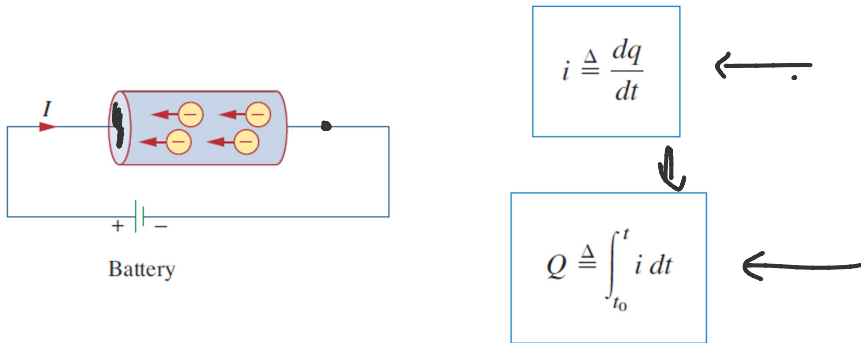 I
− −
− −
+ −
Battery
i ≜ dq/dt
Q ≜ ∫_{t_0}^{t} i dt